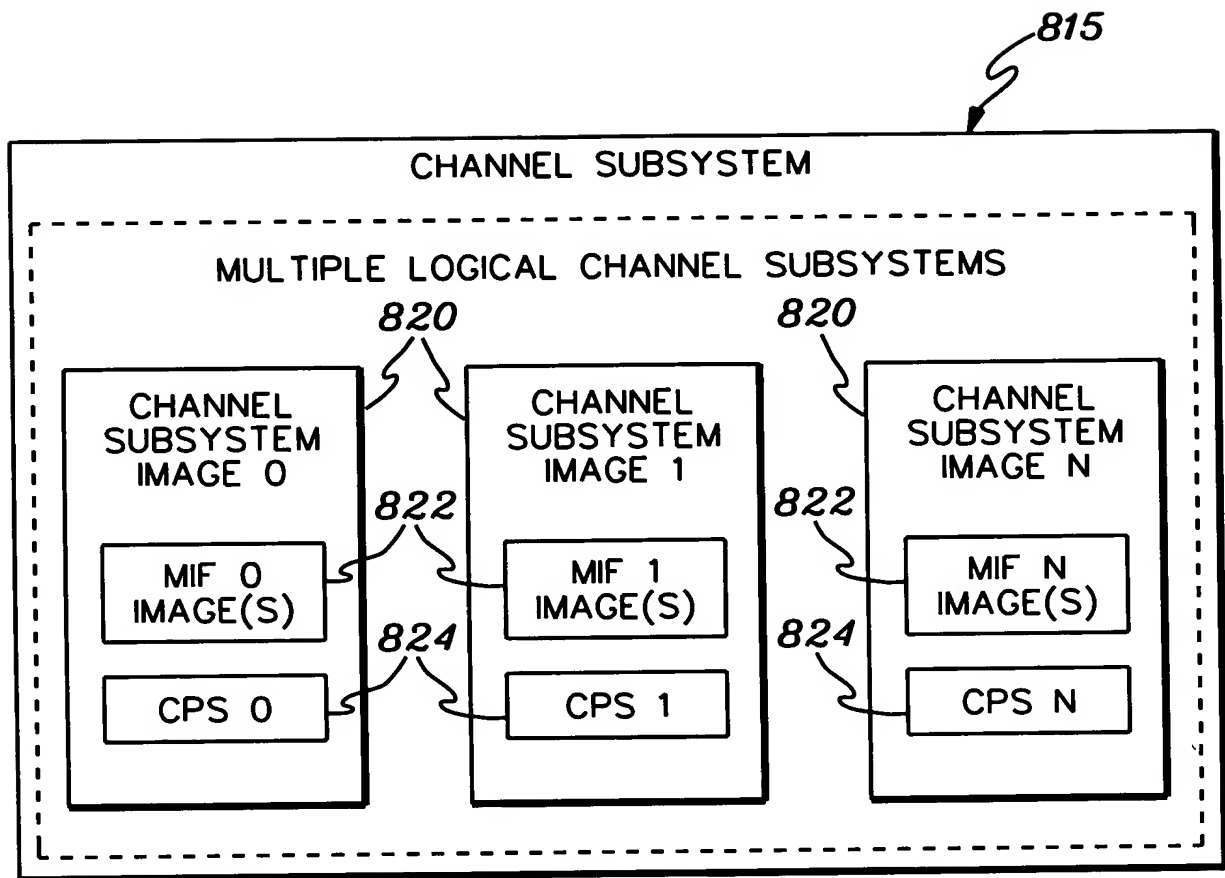 815
CHANNEL SUBSYSTEM
MULTIPLE LOGICAL CHANNEL SUBSYSTEMS
820
820
CHANNEL
SUBSYSTEM
IMAGE 0
CHANNEL
SUBSYSTEM
IMAGE 1
CHANNEL
SUBSYSTEM
IMAGE N
822
822
MIF 0
IMAGE(S)
MIF 1
IMAGE(S)
MIF N
IMAGE(S)
824
824
CPS 0
CPS 1
CPS N